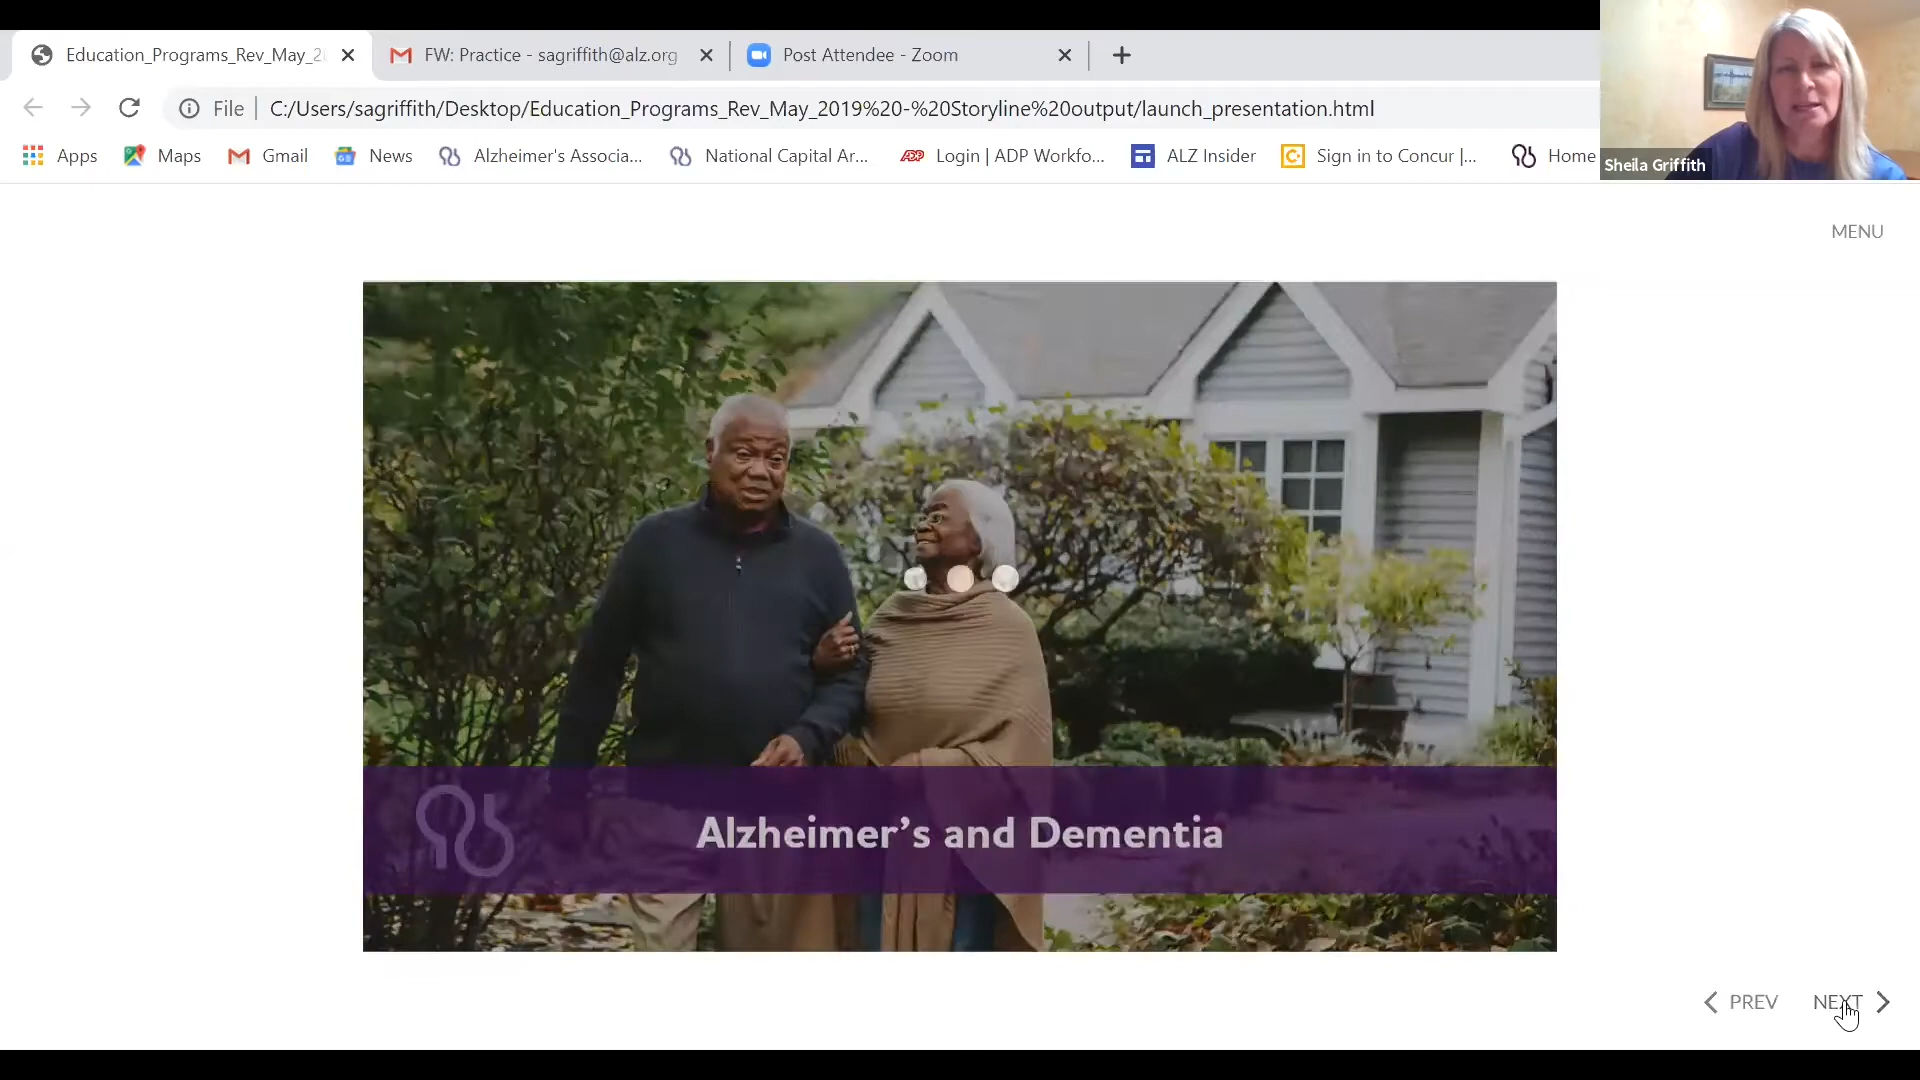 Education_Programs_Rev_May_2
FW: Practice - sagriffith@alz.org
Post Attendee - Zoom
File
C:/Users/sagriffith/Desktop/Education_Programs_Rev_May_2019%20-%20Storyline%20output/launch_presentation.html
Apps
Maps
Gmail
News
Alzheimer's Associa...
National Capital Ar...
ADP
Login | ADP Workfo...
ALZ Insider
Sign in to Concur |...
Home
Sheila Griffith
MENU
Alzheimer’s and Dementia
PREV
NEXT